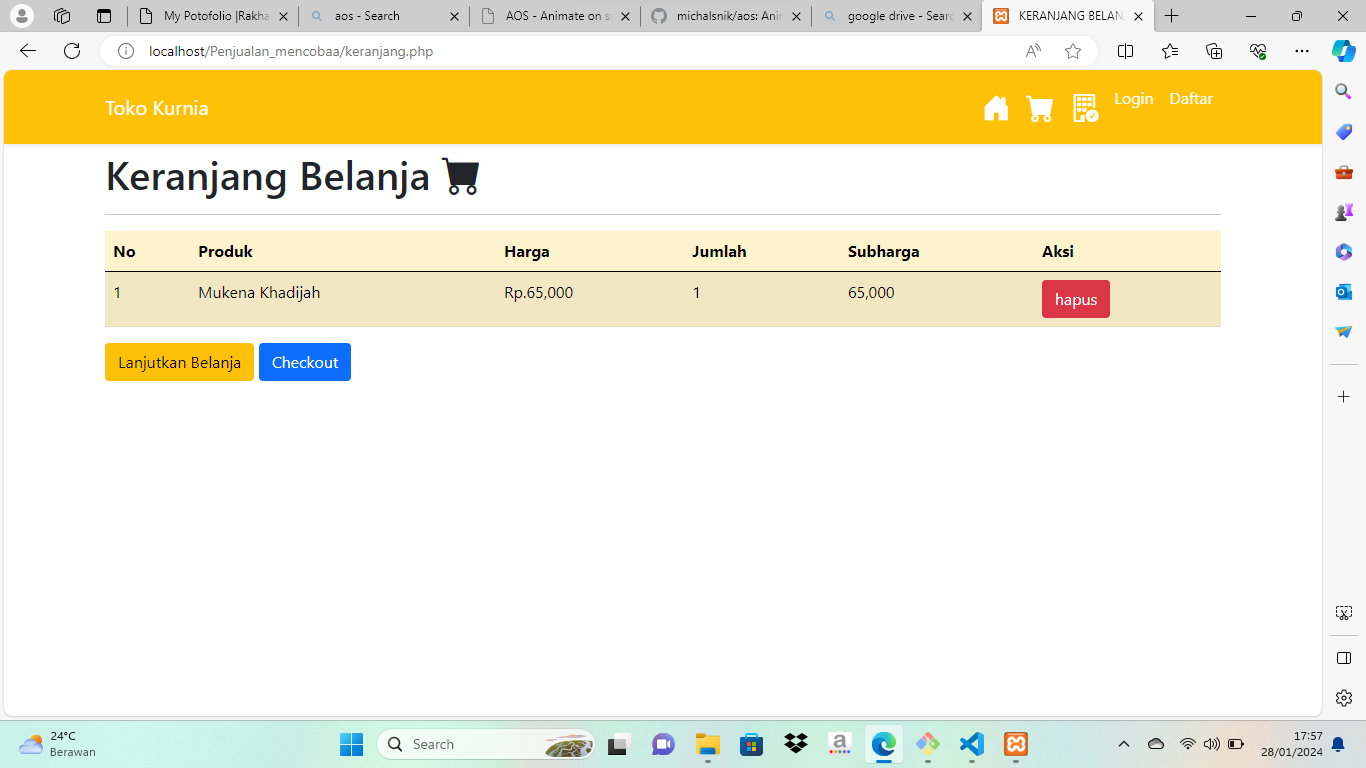 My Potofolio |Rakha
aos - Search
AOS - Animate on s
michalsnik/aos: Ani
google drive - Sear
KERANJANG BELAN
localhost/Penjualan_mencobaa/keranjang.php
Toko Kurnia
Login Daftar
Keranjang Belanja
No Produk Harga Jumlah Subharga Aksi
1 Mukena Khadijah Rp.65,000 1 65,000 hapus
Lanjutkan Belanja Checkout
24°C
Berawan
Search
17:57
28/01/2024